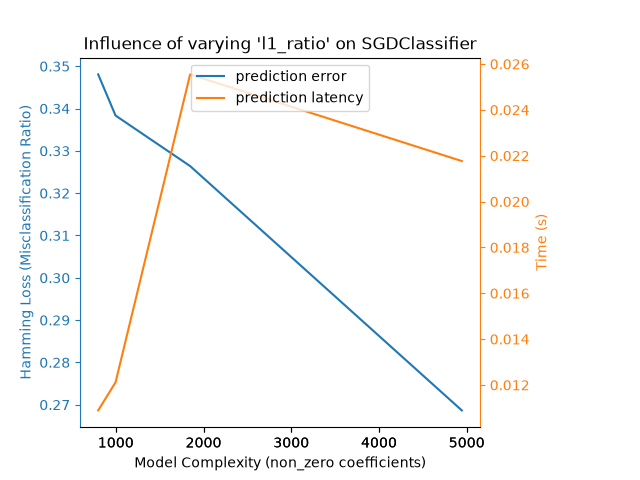 Influence of varying 'l1_ratio' on SGDClassifier
prediction error
prediction latency
Hamming Loss (Misclassification Ratio)
0.35
0.34
0.33
0.32
0.31
0.30
0.29
0.28
0.27
0.026
0.024
0.022
0.020
0.018
0.016
0.014
0.012
Time (s)
1000 2000 3000 4000 5000
Model Complexity (non_zero coefficients)